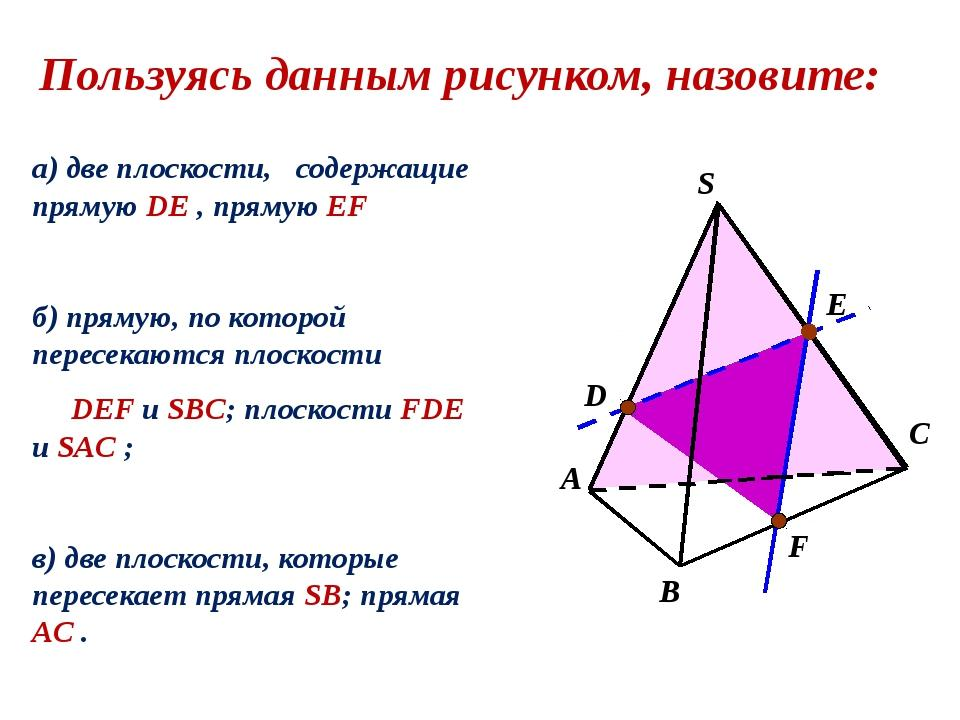 Пользуясь данным рисунком, назовите:
а) две плоскости, содержащие
прямую DE , прямую EF
б) прямую, по которой
пересекаются плоскости
DEF и SBC; плоскости FDE
и SAC ;
в) две плоскости, которые
пересекает прямая SB; прямая
AC .
S
E
D
C
A
F
B